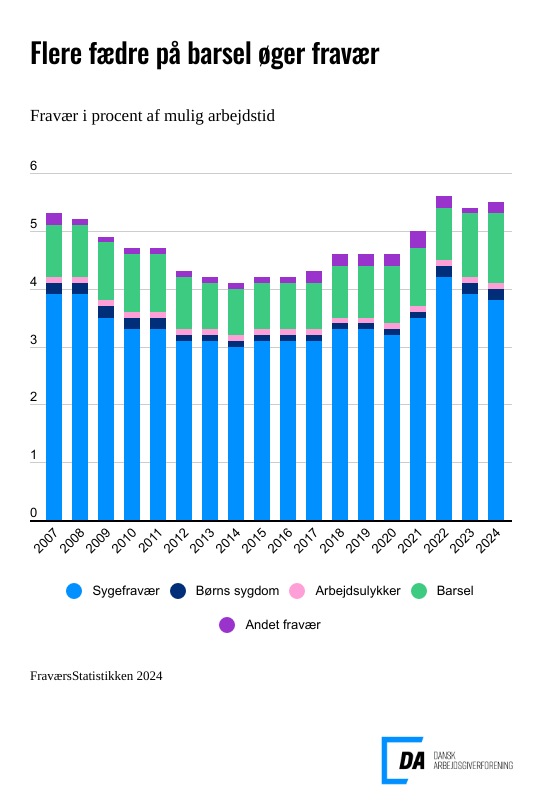 Flere fædre på barsel øger fravær
Fravær i procent af mulig arbejdstid
6
5
4
3
2
1
0
2007 2008 2009 2010 2011 2012 2013 2014 2015 2016 2017 2018 2019 2020 2021 2022 2023 2024
Sygefravær Børns sygdom Arbejdsulykker Barsel
Andet fravær
FraværsStatistikken 2024
DA DANSK
ARBEJDSGIVERFORENING